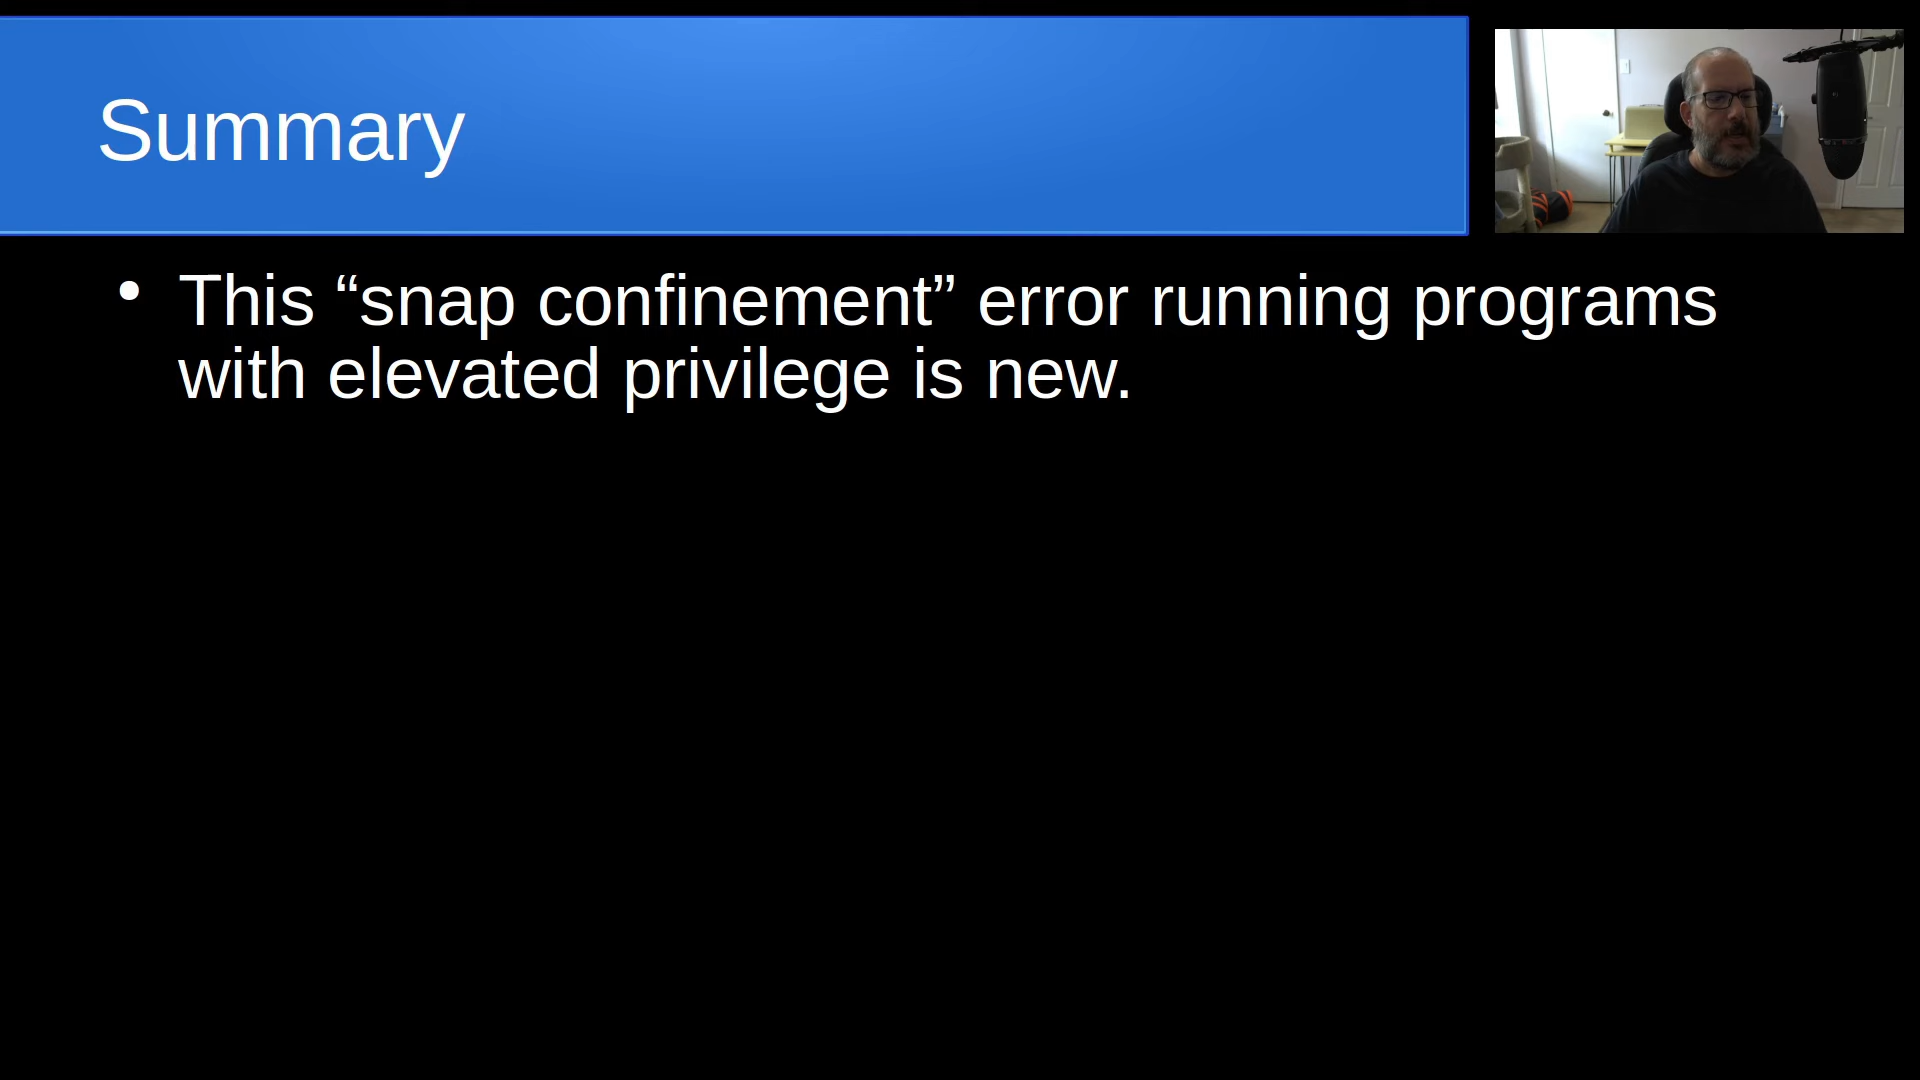 Summary
• This “snap confinement” error running programs
with elevated privilege is new.